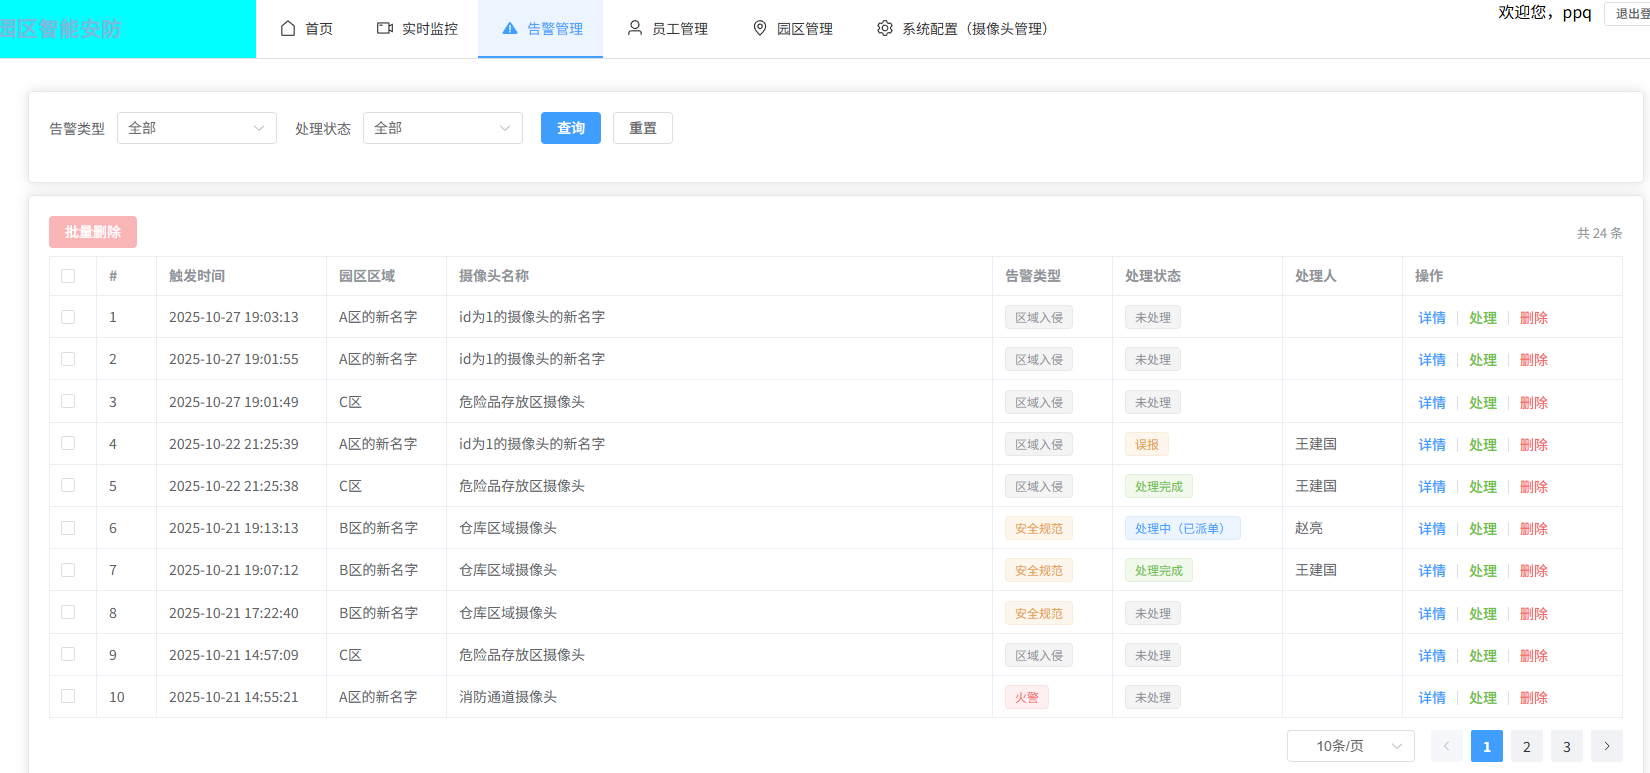 园区智能安防
首页 实时监控 告警管理 员工管理 园区管理 系统配置（摄像头管理）
欢迎您，ppq 退出登
告警类型 全部 处理状态 全部 查询 重置
批量删除
共 24 条
# 触发时间 园区区域 摄像头名称 告警类型 处理状态 处理人 操作
1 2025-10-27 19:03:13 A区的新名字 id为1的摄像头的新名字 区域入侵 未处理 详情 处理 删除
2 2025-10-27 19:01:55 A区的新名字 id为1的摄像头的新名字 区域入侵 未处理 详情 处理 删除
3 2025-10-27 19:01:49 C区 危险品存放区摄像头 区域入侵 未处理 详情 处理 删除
4 2025-10-22 21:25:39 A区的新名字 id为1的摄像头的新名字 区域入侵 误报 王建国 详情 处理 删除
5 2025-10-22 21:25:38 C区 危险品存放区摄像头 区域入侵 处理完成 王建国 详情 处理 删除
6 2025-10-21 19:13:13 B区的新名字 仓库区域摄像头 安全规范 处理中（已派单） 赵亮 详情 处理 删除
7 2025-10-21 19:07:12 B区的新名字 仓库区域摄像头 安全规范 处理完成 王建国 详情 处理 删除
8 2025-10-21 17:22:40 B区的新名字 仓库区域摄像头 安全规范 未处理 详情 处理 删除
9 2025-10-21 14:57:09 C区 危险品存放区摄像头 区域入侵 未处理 详情 处理 删除
10 2025-10-21 14:55:21 A区的新名字 消防通道摄像头 火警 未处理 详情 处理 删除
10条/页 1 2 3